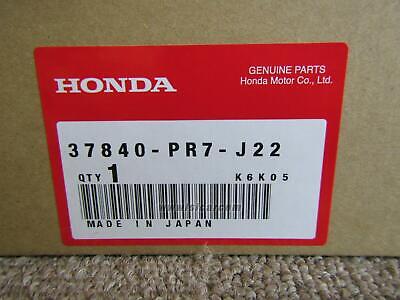 HONDA
GENUINE PARTS
Honda Motor Co., Ltd.
37840-PR7-J22
QTY 1
K6K05
MADE IN JAPAN